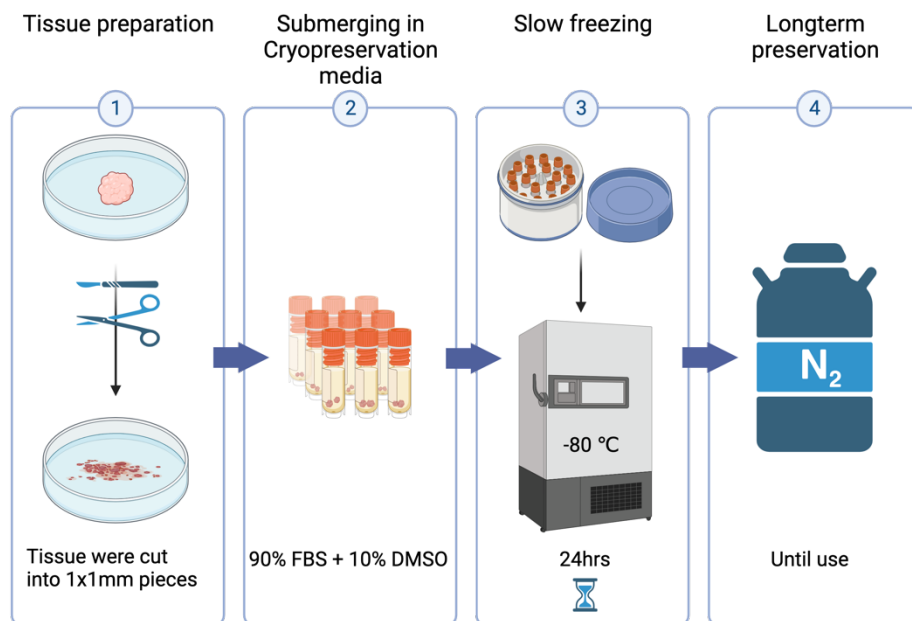 Tissue preparation
Submerging in
Cryopreservation
media
Slow freezing
Longterm
preservation
1
2
3
4
N₂
-80 ℃
Tissue were cut
into 1x1mm pieces
90% FBS + 10% DMSO
24hrs
Until use